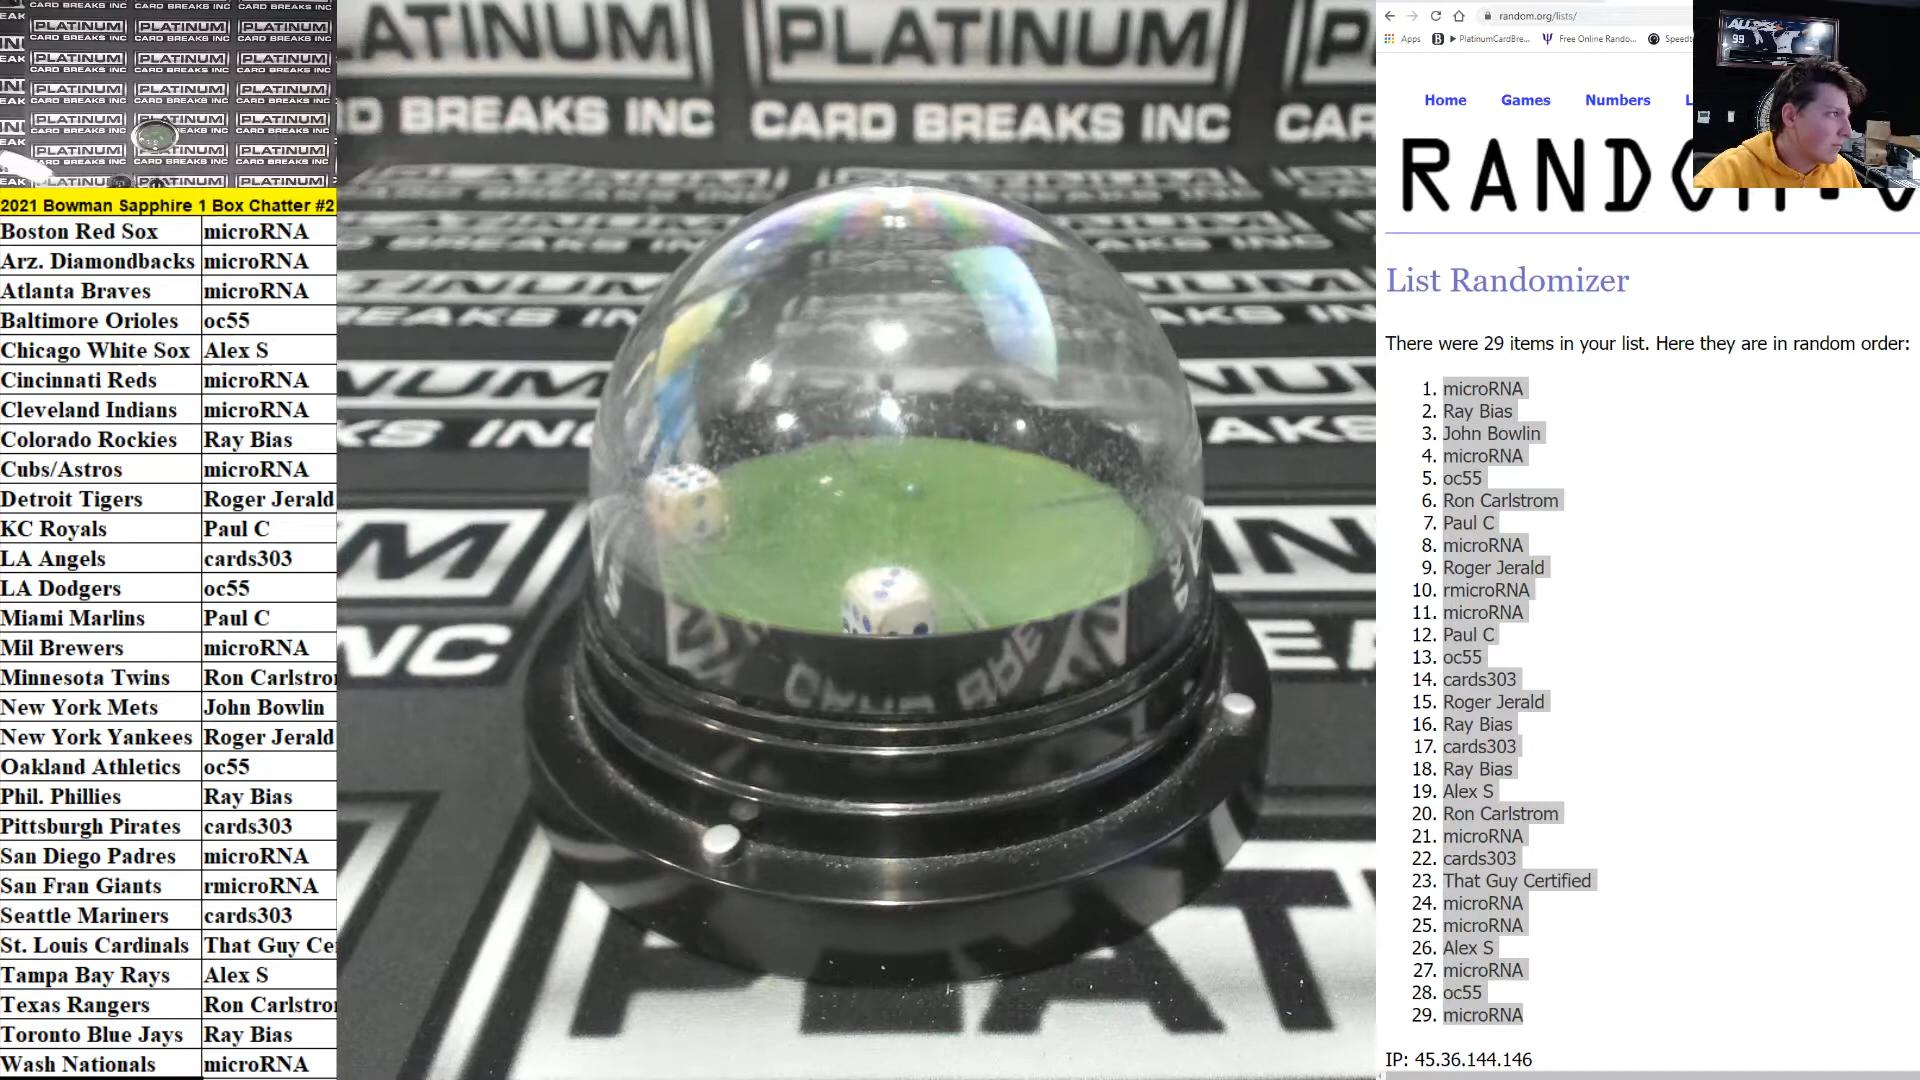 2021 Bowman Sapphire 1 Box Chatter #2
Boston Red Sox microRNA
Arz. Diamondbacks microRNA
Atlanta Braves microRNA
Baltimore Orioles oc55
Chicago White Sox Alex S
Cincinnati Reds microRNA
Cleveland Indians microRNA
Colorado Rockies Ray Bias
Cubs/Astros microRNA
Detroit Tigers Roger Jerald
KC Royals Paul C
LA Angels cards303
LA Dodgers oc55
Miami Marlins Paul C
Mil Brewers microRNA
Minnesota Twins Ron Carlstro
New York Mets John Bowlin
New York Yankees Roger Jerald
Oakland Athletics oc55
Phil. Phillies Ray Bias
Pittsburgh Pirates cards303
San Diego Padres microRNA
San Fran Giants rmicroRNA
Seattle Mariners cards303
St. Louis Cardinals That Guy Ce
Tampa Bay Rays Alex S
Texas Rangers Ron Carlstro
Toronto Blue Jays Ray Bias
Wash Nationals microRNA
PLATINUM
CARD BREAKS INC
random.org/lists/
Apps PlatinumCardBre... Free Online Rando... Speedt
Home Games Numbers L
RANDO
List Randomizer
There were 29 items in your list. Here they are in random order:
1. microRNA
2. Ray Bias
3. John Bowlin
4. microRNA
5. oc55
6. Ron Carlstrom
7. Paul C
8. microRNA
9. Roger Jerald
10. rmicroRNA
11. microRNA
12. Paul C
13. oc55
14. cards303
15. Roger Jerald
16. Ray Bias
17. cards303
18. Ray Bias
19. Alex S
20. Ron Carlstrom
21. microRNA
22. cards303
23. That Guy Certified
24. microRNA
25. microRNA
26. Alex S
27. microRNA
28. oc55
29. microRNA
IP: 45.36.144.146